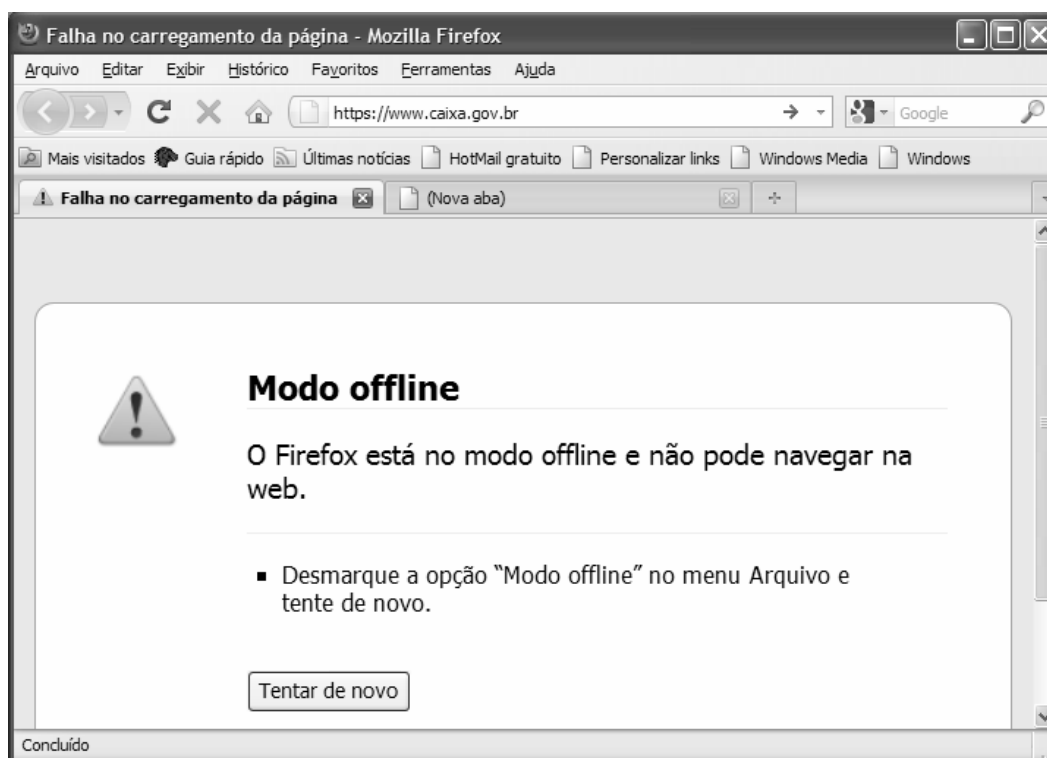 Falha no carregamento da página - Mozilla Firefox
Arquivo Editar Exibir Histórico Favoritos Ferramentas Ajuda
https://www.caixa.gov.br Google
Mais visitados Guia rápido Últimas notícias HotMail gratuito Personalizar links Windows Media Windows
Falha no carregamento da página (Nova aba)
Modo offline
O Firefox está no modo offline e não pode navegar na
web.
Desmarque a opção “Modo offline” no menu Arquivo e
tente de novo.
Tentar de novo
Concluído